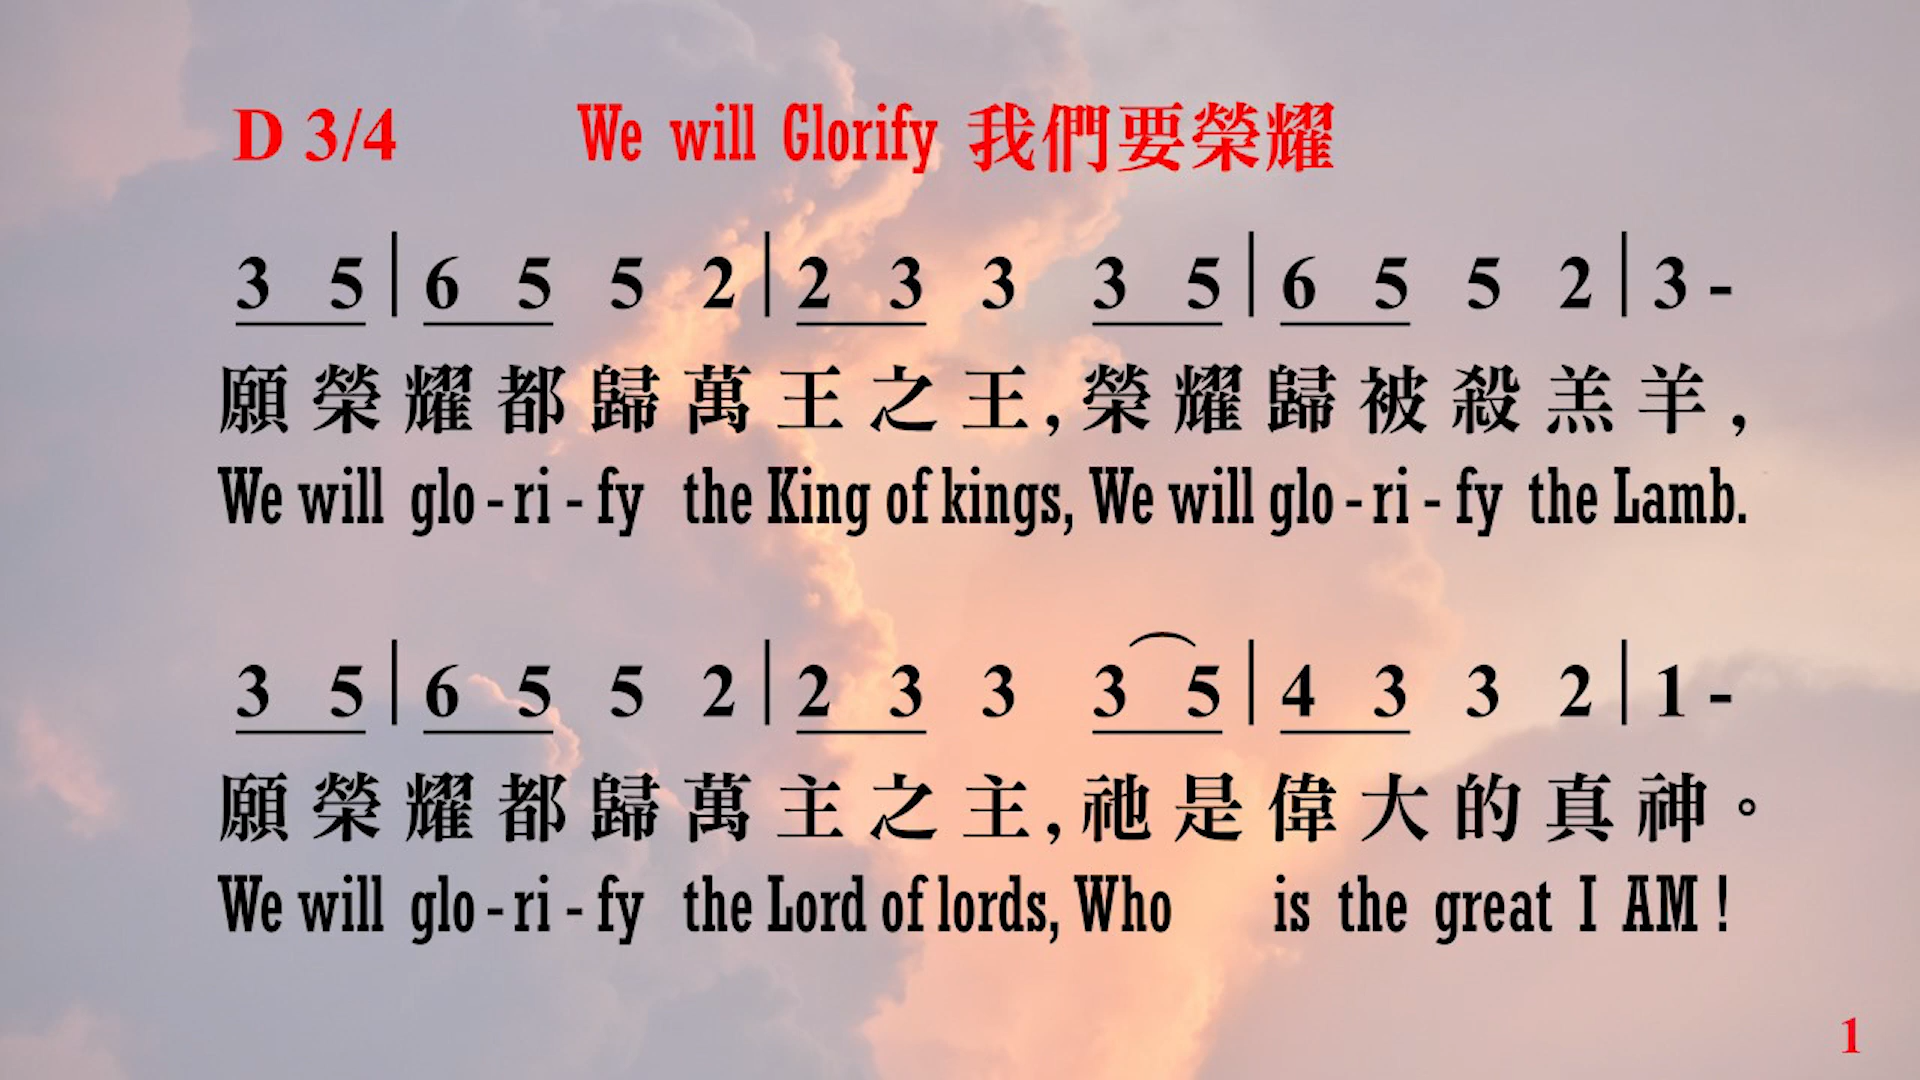 D 3/4 We will Glorify 我們要榮耀
3 5 | 6 5 5 2 | 2 3 3 3 5 | 6 5 5 2 | 3 -
願榮耀都歸萬王之王,榮耀歸被殺羔羊,
We will glo - ri - fy the King of kings, We will glo - ri - fy the Lamb.
3 5 | 6 5 5 2 | 2 3 3 3 5 | 4 3 3 2 | 1 -
願榮耀都歸萬主之主,祂是偉大的真神。
We will glo - ri - fy the Lord of lords, Who is the great I AM !
1